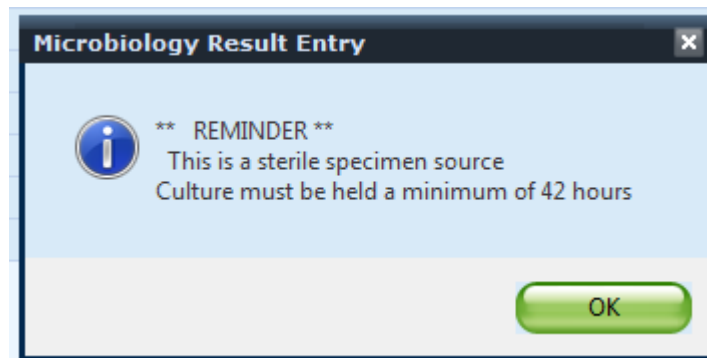 Microbiology Result Entry
** REMINDER **
This is a sterile specimen source
Culture must be held a minimum of 42 hours
OK